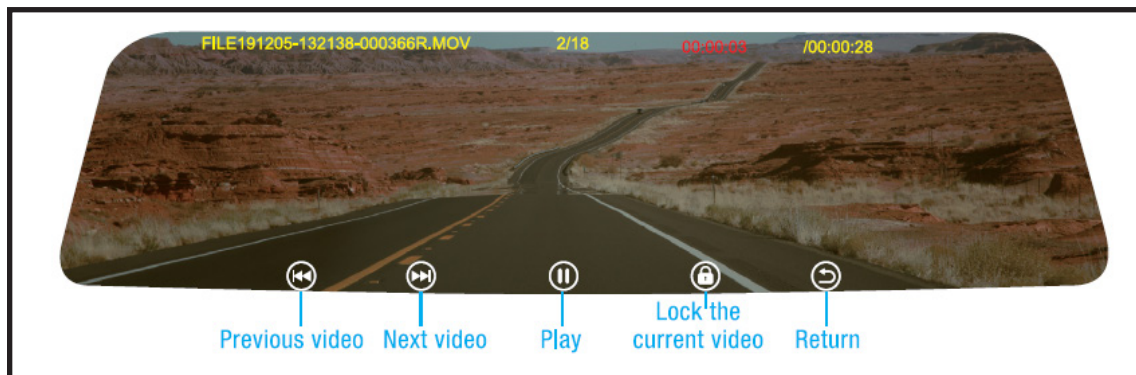 FILE191205-132138-000366R.MOV 2/18 00:00:03 /00:00:28
Previous video
Next video
Play
Lock the
current video
Return